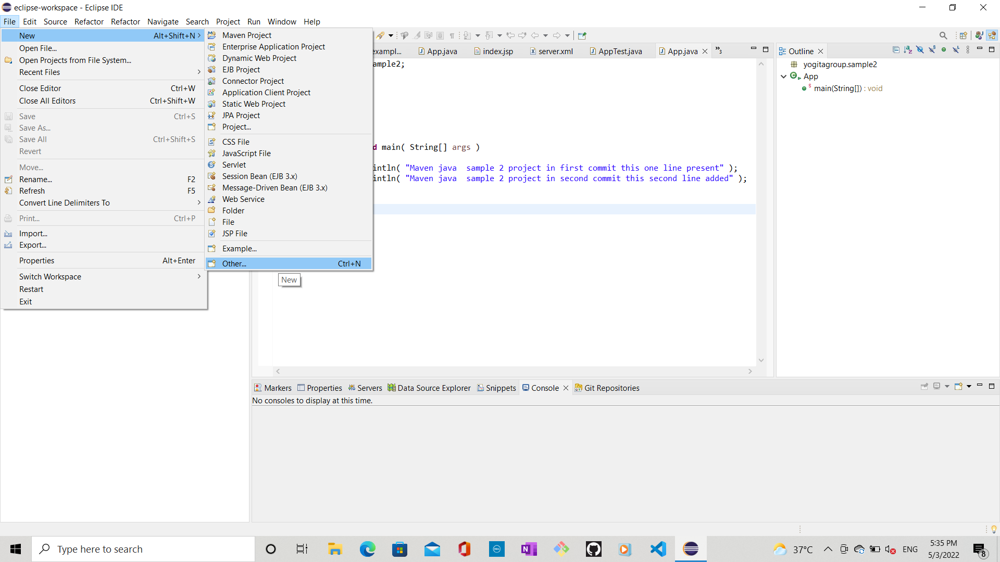 eclipse-workspace - Eclipse IDE
File Edit Source Refactor Refactor Navigate Search Project Run Window Help
New Alt+Shift+N
Open File...
Open Projects from File System...
Recent Files
Close Editor Ctrl+W
Close All Editors Ctrl+Shift+W
Save Ctrl+S
Save As...
Save All Ctrl+Shift+S
Revert
Move...
Rename... F2
Refresh F5
Convert Line Delimiters To
Print... Ctrl+P
Import...
Export...
Properties Alt+Enter
Switch Workspace
Restart
Exit
Maven Project
Enterprise Application Project
Dynamic Web Project
EJB Project
Connector Project
Application Client Project
Static Web Project
JPA Project
Project...
CSS File
JavaScript File
Servlet
Session Bean (EJB 3.x)
Message-Driven Bean (EJB 3.x)
Web Service
Folder
File
JSP File
Example...
Other... Ctrl+N
New
exampl... App.java index.jsp server.xml AppTest.java App.java »3
ample2;
d main( String[] args )
intln( "Maven java  sample 2 project in first commit this one line present" );
intln( "Maven java  sample 2 project in second commit this second line added" );
Outline
yogitagroup.sample2
App
main(String[]) : void
Markers Properties Servers Data Source Explorer Snippets Console Git Repositories
No consoles to display at this time.
Type here to search
37°C ENG
5:35 PM
5/3/2022
8